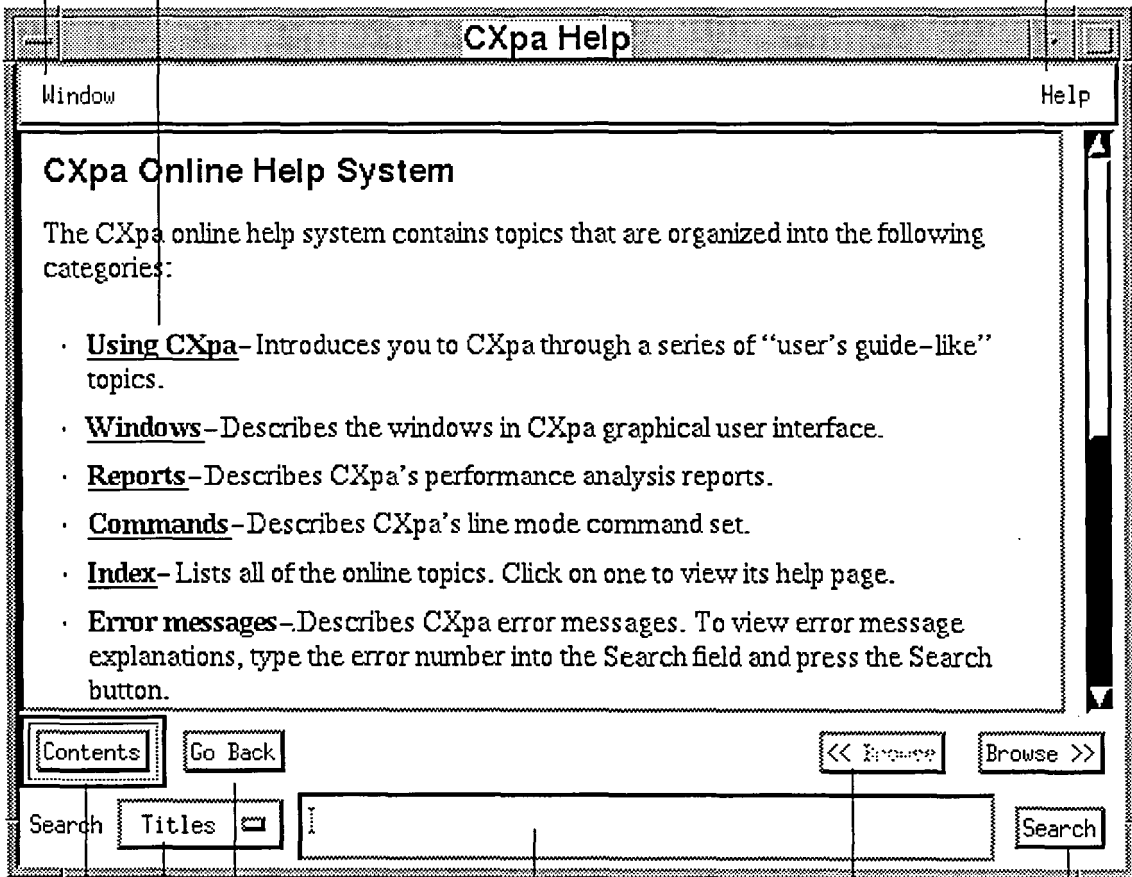 CXpa Help
Window Help
CXpa Online Help System
The CXpa online help system contains topics that are organized into the following
categories:
· Using CXpa–Introduces you to CXpa through a series of “user’s guide–like”
topics.
· Windows–Describes the windows in CXpa graphical user interface.
· Reports–Describes CXpa’s performance analysis reports.
· Commands–Describes CXpa’s line mode command set.
· Index–Lists all of the online topics. Click on one to view its help page.
· Error messages–Describes CXpa error messages. To view error message
explanations, type the error number into the Search field and press the Search
button.
Contents Go Back << Browse Browse >>
Search Titles Search